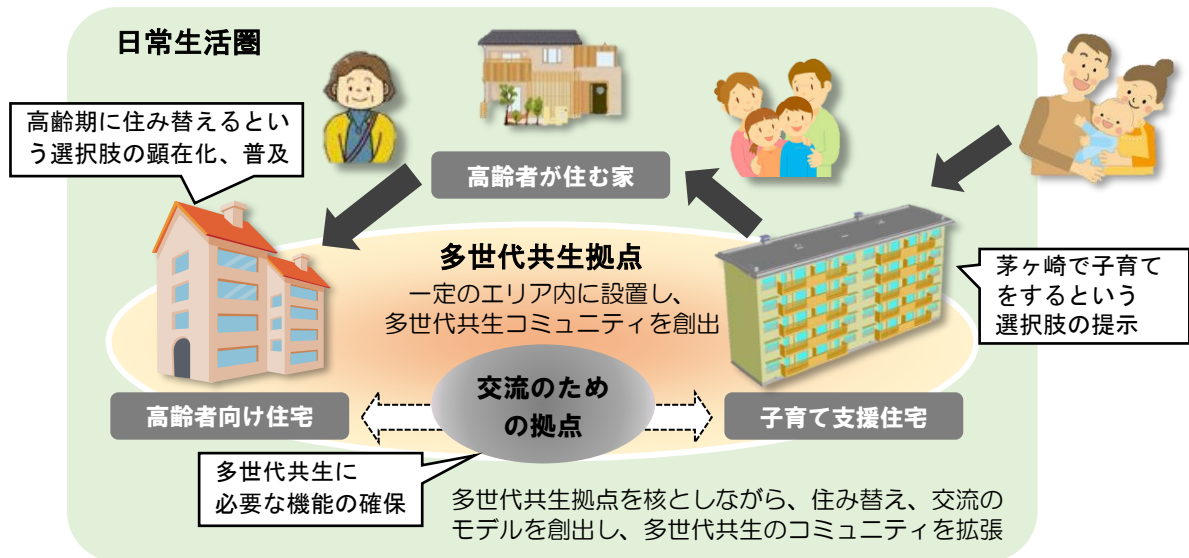 日常生活圏
高齢期に住み替えるとい
う選択肢の顕在化、普及
高齢者が住む家
多世代共生拠点
一定のエリア内に設置し、
多世代共生コミュニティを創出
茅ヶ崎で子育て
をするという
選択肢の提示
高齢者向け住宅
交流のため
の拠点
子育て支援住宅
多世代共生に
必要な機能の確保
多世代共生拠点を核としながら、住み替え、交流の
モデルを創出し、多世代共生のコミュニティを拡張